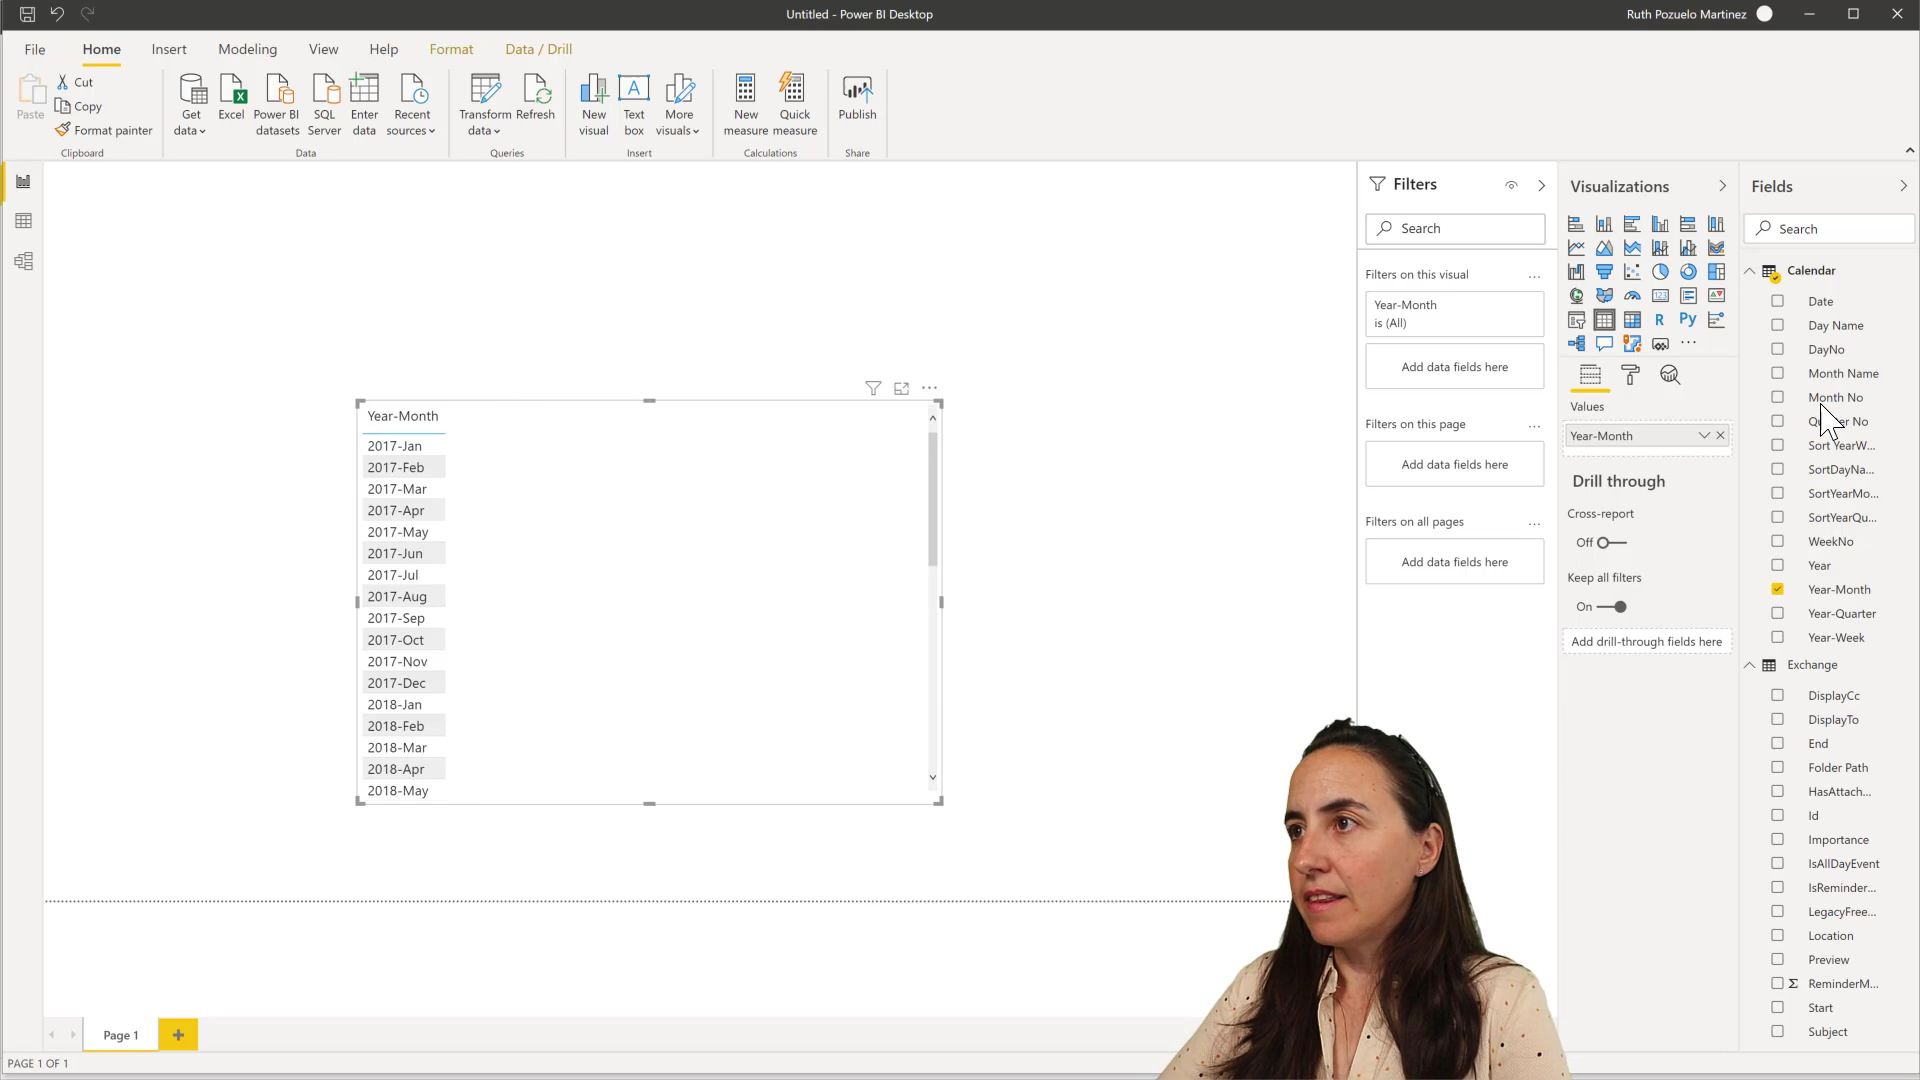 Untitled - Power BI Desktop
Ruth Pozuelo Martinez
File Home Insert Modeling View Help Format Data / Drill
Paste
Cut
Copy
Format painter
Clipboard
Get data
Excel
Power BI datasets
SQL Server
Enter data
Recent sources
Data
Transform data
Refresh
Queries
New visual
Text box
More visuals
Insert
New measure
Quick measure
Calculations
Publish
Share
Year-Month
2017-Jan
2017-Feb
2017-Mar
2017-Apr
2017-May
2017-Jun
2017-Jul
2017-Aug
2017-Sep
2017-Oct
2017-Nov
2017-Dec
2018-Jan
2018-Feb
2018-Mar
2018-Apr
2018-May
Filters
Search
Filters on this visual ...
Year-Month
is (All)
Add data fields here
Filters on this page ...
Add data fields here
Filters on all pages ...
Add data fields here
Visualizations
123
R
Py
Values
Year-Month
Drill through
Cross-report
Off
Keep all filters
On
Add drill-through fields here
Fields
Search
Calendar
Date
Day Name
DayNo
Month Name
Month No
No
Sort YearW...
SortDayNa...
SortYearMo...
SortYearQu...
WeekNo
Year
Year-Month
Year-Quarter
Year-Week
Exchange
DisplayCc
DisplayTo
End
Folder Path
HasAttach...
Id
Importance
IsAllDayEvent
IsReminder...
LegacyFree...
Location
Preview
Σ ReminderM...
Start
Subject
Page 1
PAGE 1 OF 1